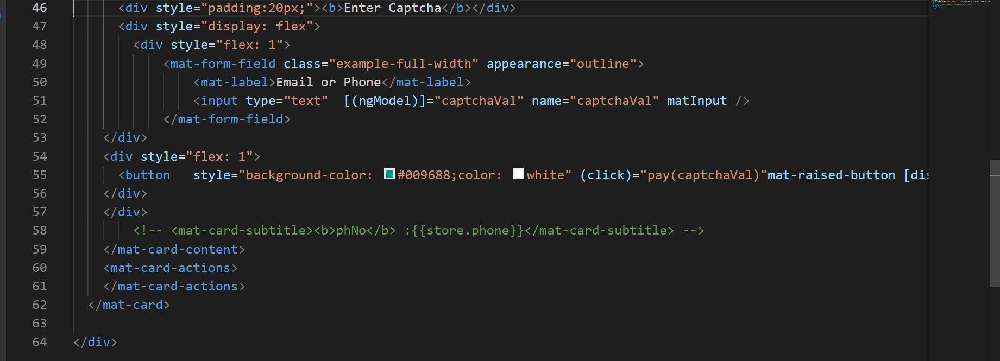 46 <div style="padding:20px;"><b>Enter Captcha</b></div>
47 <div style="display: flex">
48 <div style="flex: 1">
49 <mat-form-field class="example-full-width" appearance="outline">
50 <mat-label>Email or Phone</mat-label>
51 <input type="text"  [(ngModel)]="captchaVal" name="captchaVal" matInput />
52 </mat-form-field>
53 </div>
54 <div style="flex: 1">
55 <button   style="background-color: #009688;color: white" (click)="pay(captchaVal)"mat-raised-button [dis
56 </div>
57 </div>
58 <!-- <mat-card-subtitle><b>phNo</b> :{{store.phone}}</mat-card-subtitle> -->
59 </mat-card-content>
60 <mat-card-actions>
61 </mat-card-actions>
62 </mat-card>
63
64 </div>